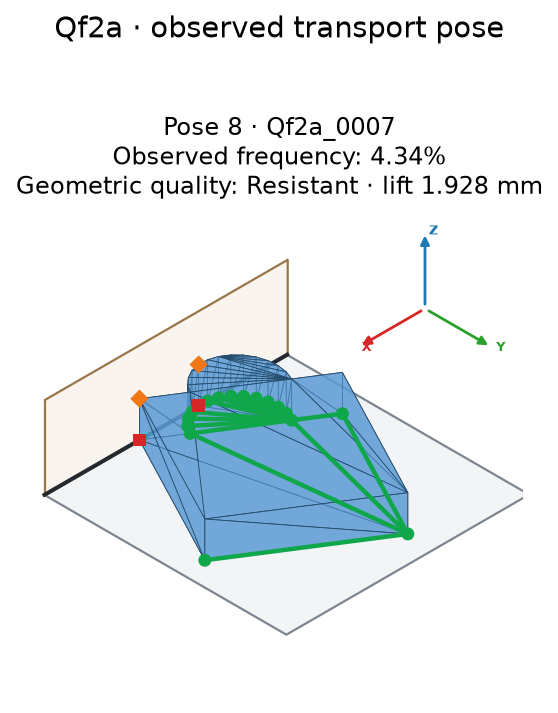 Qf2a · observed transport pose
Pose 8 · Qf2a_0007
Observed frequency: 4.34%
Geometric quality: Resistant · lift 1.928 mm
Z
X
Y